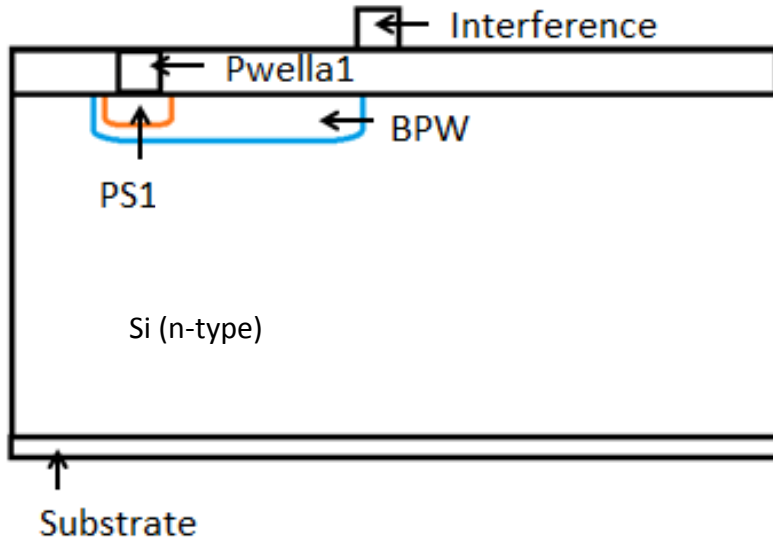 Interference
Pwella1
BPW
PS1
Si (n-type)
Substrate